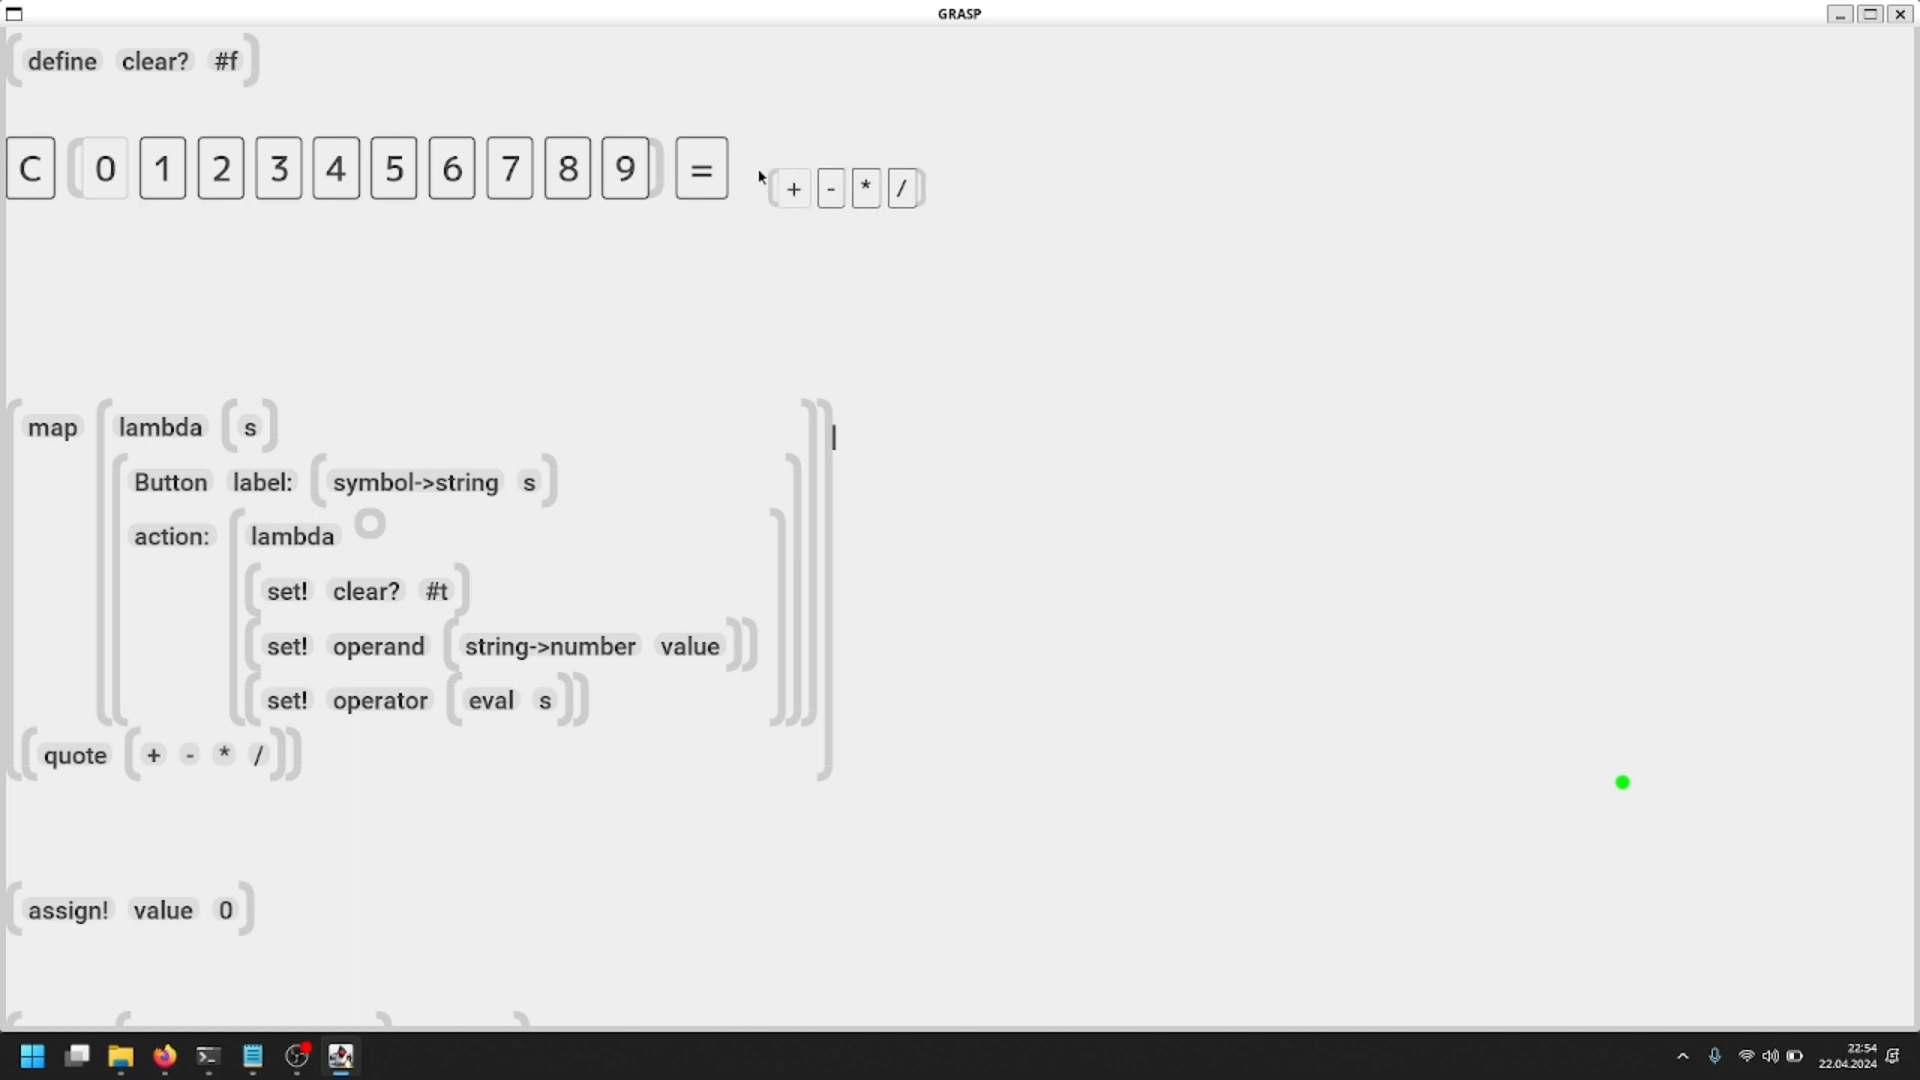 GRASP
define clear? #f
C 0 1 2 3 4 5 6 7 8 9 = + - * /
map lambda s
Button label: symbol->string s
action: lambda
set! clear? #t
set! operand string->number value
set! operator eval s
quote + - * /
assign! value 0
22:54
22.04.2024